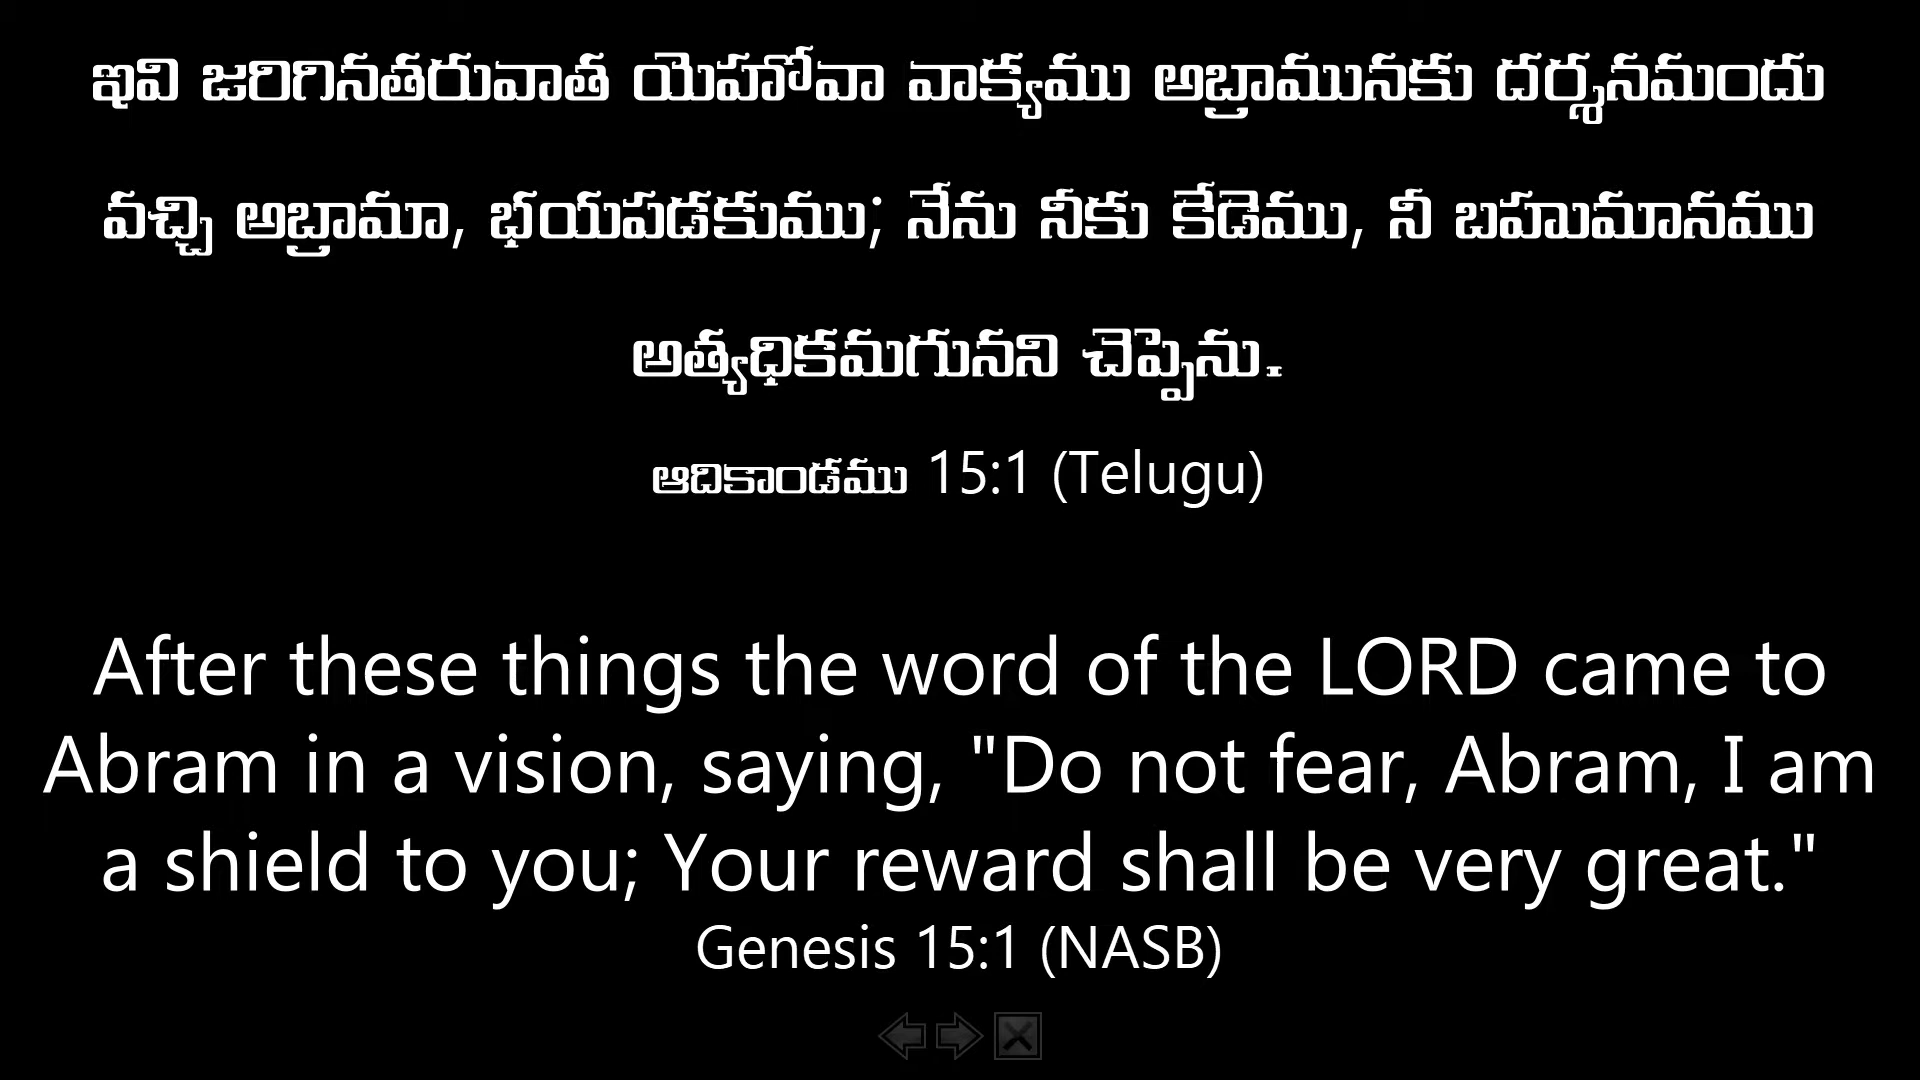 ఇవి జరిగినతరువాత యెహోవా వాక్యము అబ్రామునకు దర్శనమందు
వచ్చి అబ్రామా, భయపడకుము; నేను నీకు కేడెము, నీ బహుమానము
అత్యధికమగునని చెప్పెను.
ఆదికాండము 15:1 (Telugu)
After these things the word of the LORD came to
Abram in a vision, saying, "Do not fear, Abram, I am
a shield to you; Your reward shall be very great."
Genesis 15:1 (NASB)